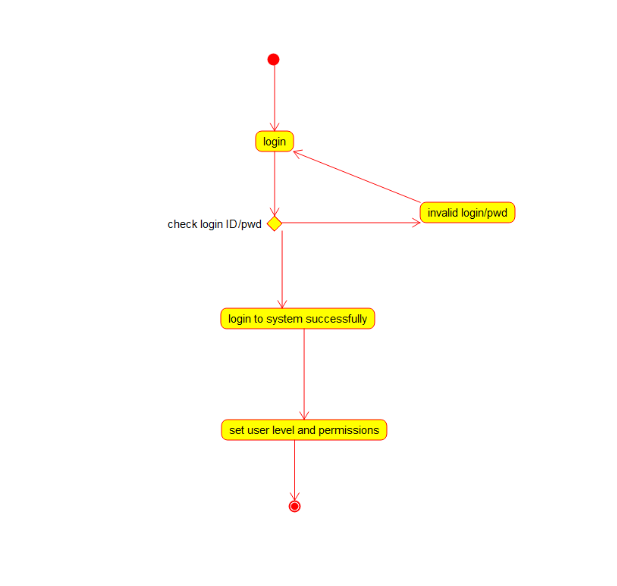 login
invalid login/pwd
check login ID/pwd
login to system successfully
set user level and permissions